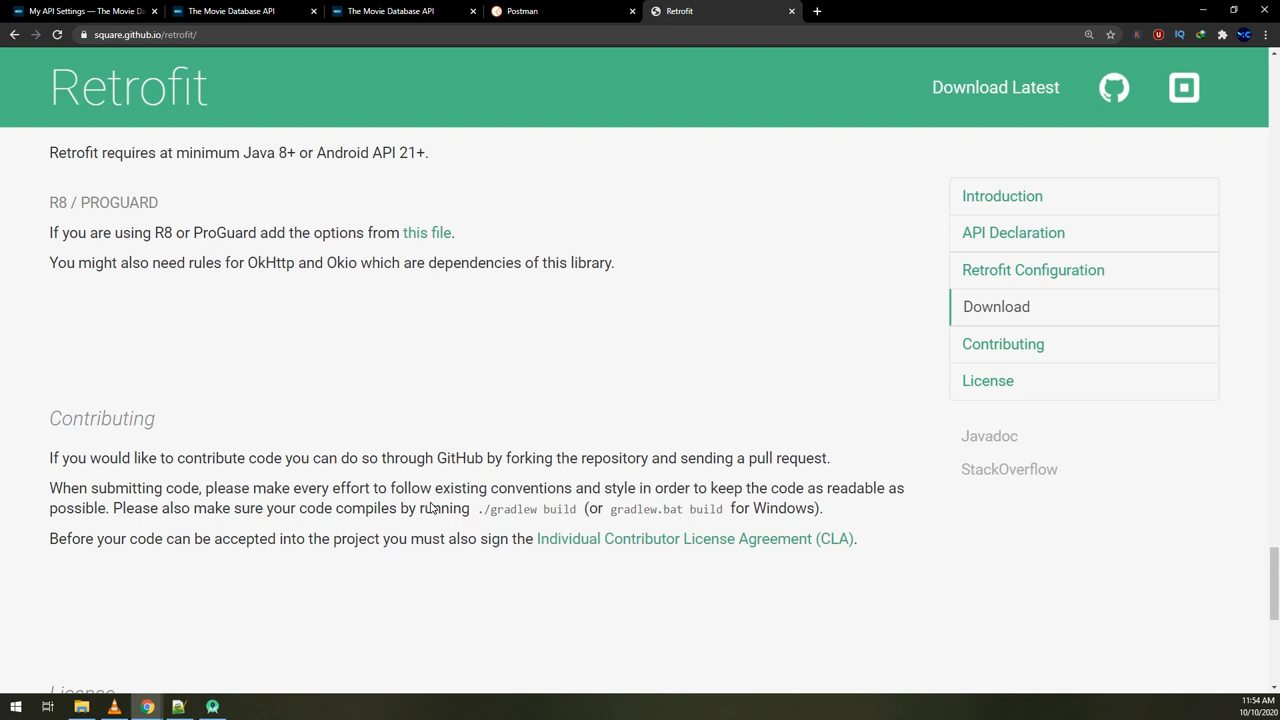 My API Settings — The Movie Da
The Movie Database API
The Movie Database API
Postman
Retrofit
square.github.io/retrofit/
Retrofit
Download Latest
Retrofit requires at minimum Java 8+ or Android API 21+.
R8 / PROGUARD
If you are using R8 or ProGuard add the options from this file.
You might also need rules for OkHttp and Okio which are dependencies of this library.
Introduction
API Declaration
Retrofit Configuration
Download
Contributing
License
Javadoc
StackOverflow
Contributing
If you would like to contribute code you can do so through GitHub by forking the repository and sending a pull request.
When submitting code, please make every effort to follow existing conventions and style in order to keep the code as readable as
possible. Please also make sure your code compiles by running ./gradlew build (or gradlew.bat build for Windows).
Before your code can be accepted into the project you must also sign the Individual Contributor License Agreement (CLA).
License
11:54 AM
10/10/2020